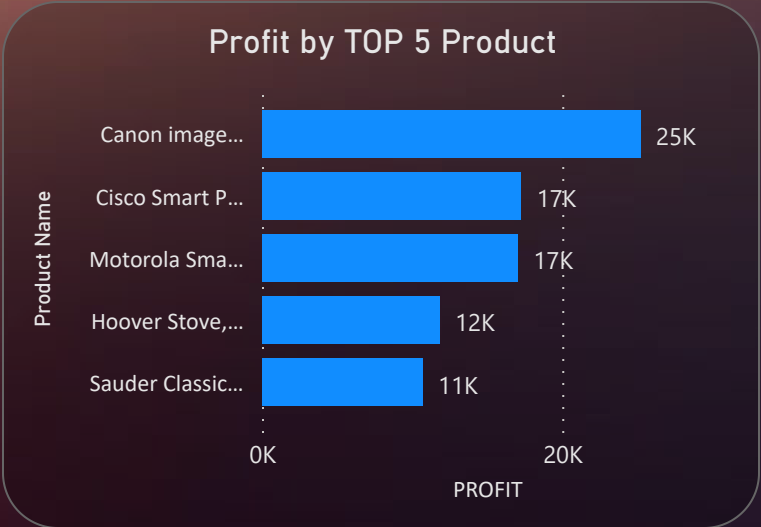 Profit by TOP 5 Product
Product Name
Canon image...
25K
Cisco Smart P...
17K
Motorola Sma...
17K
Hoover Stove,...
12K
Sauder Classic...
11K
0K
20K
PROFIT